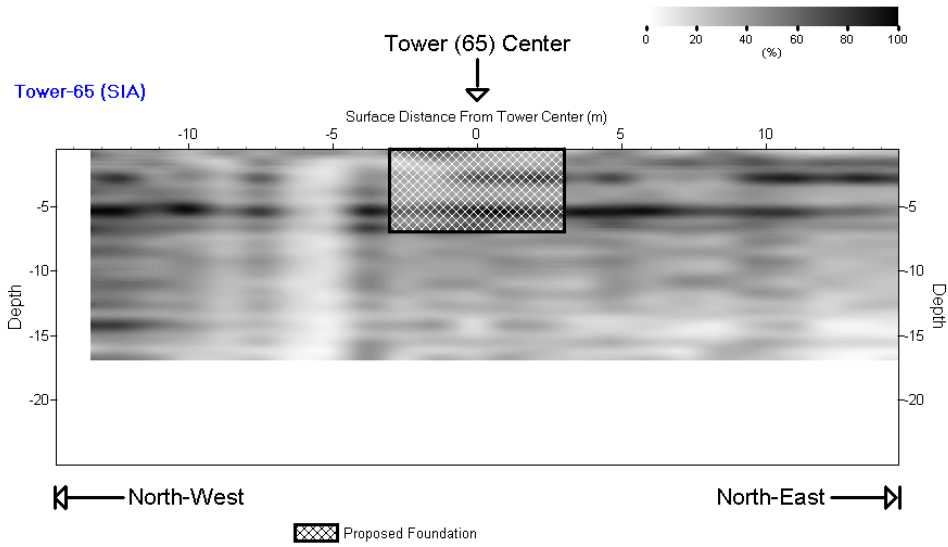 0 20 40 60 80 100
(%)
Tower (65) Center
Tower-65 (SIA)
Surface Distance From Tower Center (m)
-10 -5 0 5 10
-5 -5
-10 -10
Depth Depth
-15 -15
-20 -20
North-West North-East
Proposed Foundation